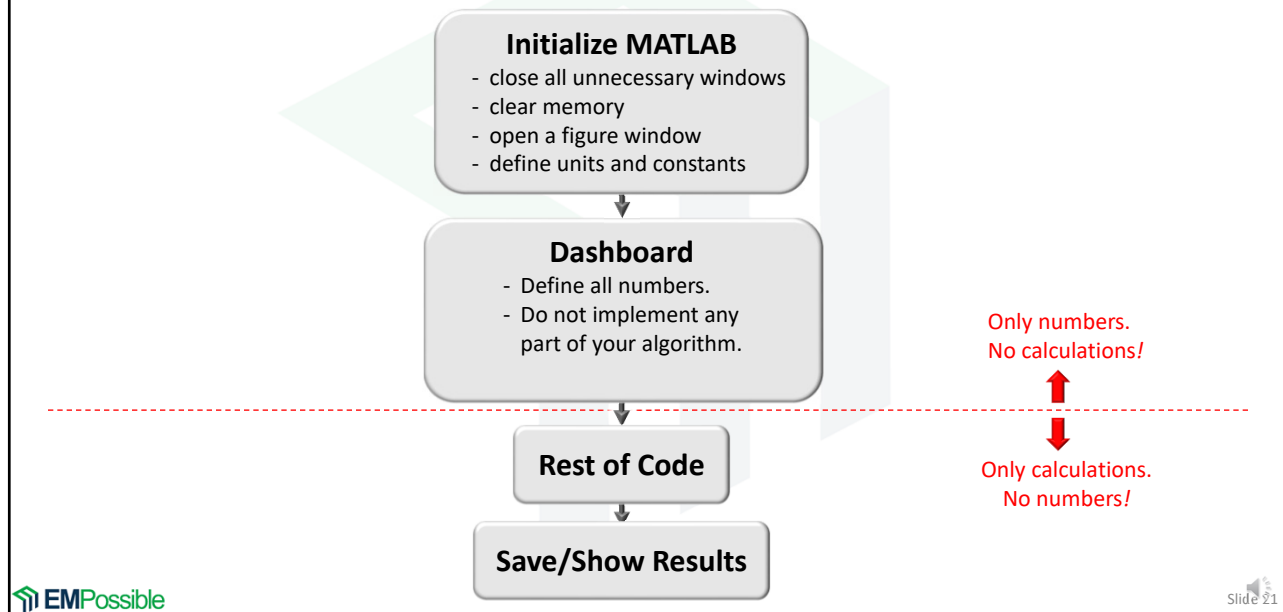 Initialize MATLAB
- close all unnecessary windows
- clear memory
- open a figure window
- define units and constants
Dashboard
- Define all numbers.
- Do not implement any
part of your algorithm.
Only numbers.
No calculations!
Rest of Code
Only calculations.
No numbers!
Save/Show Results
EMPossible
Slide 21